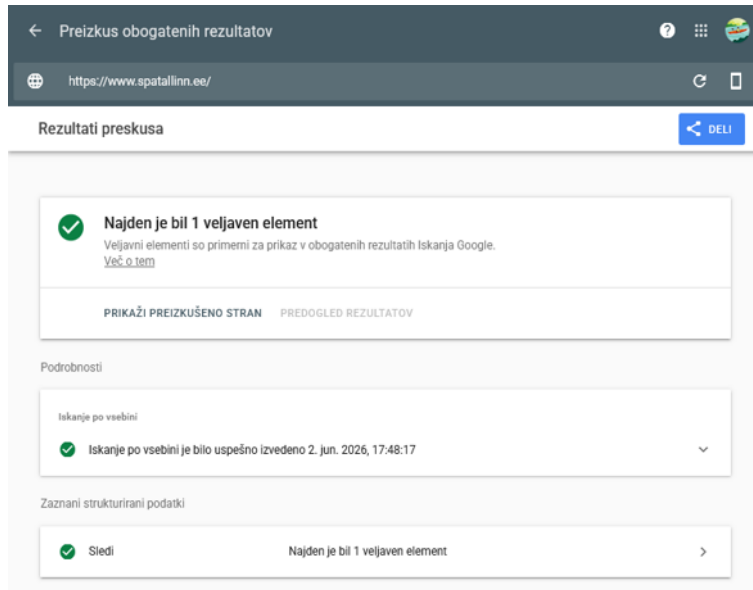 Preizkus obogatenih rezultatov
https://www.spatallinn.ee/
Rezultati preskusa
DELI
Najden je bil 1 veljaven element
Veljavni elementi so primerni za prikaz v obogatenih rezultatih Iskanja Google.
Več o tem
PRIKAŽI PREIZKUŠENO STRAN PREDOGLED REZULTATOV
Podrobnosti
Iskanje po vsebini
Iskanje po vsebini je bilo uspešno izvedeno 2. jun. 2026, 17:48:17
Zaznani strukturirani podatki
Sledi Najden je bil 1 veljaven element